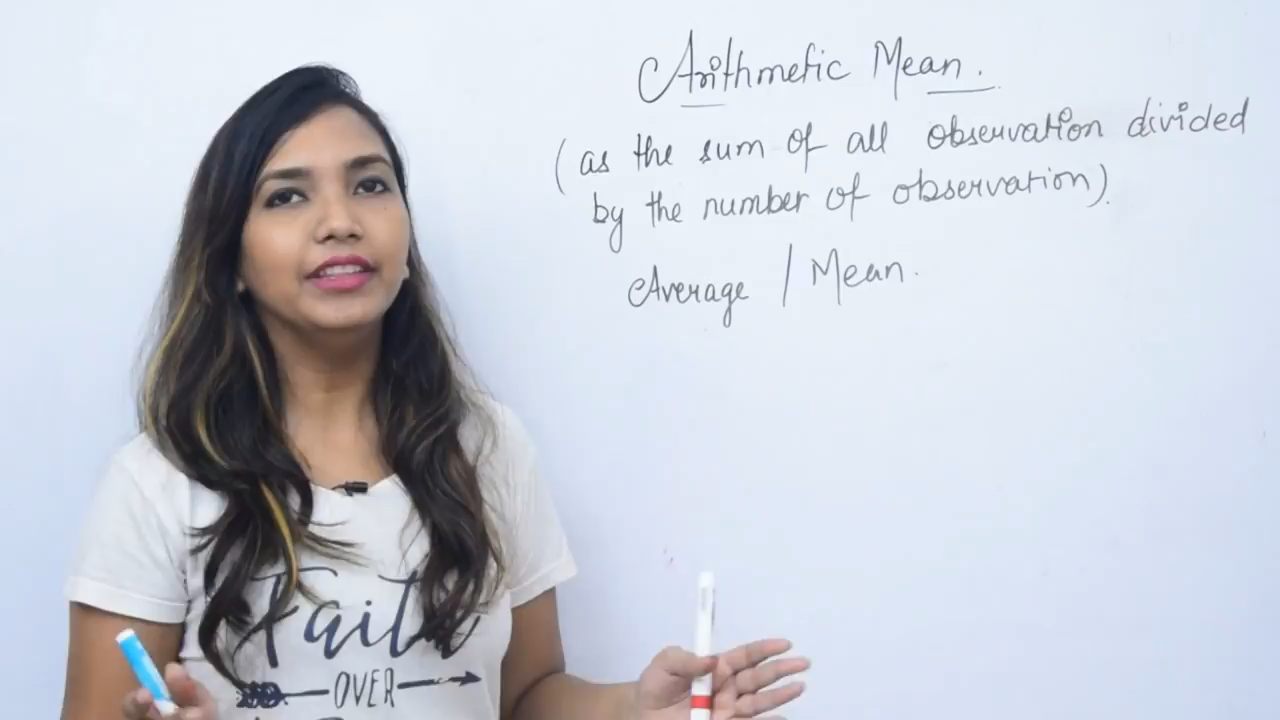 Arithmetic Mean.
(as the sum of all observation divided
by the number of observation).
Average / Mean.
Faith
OVER